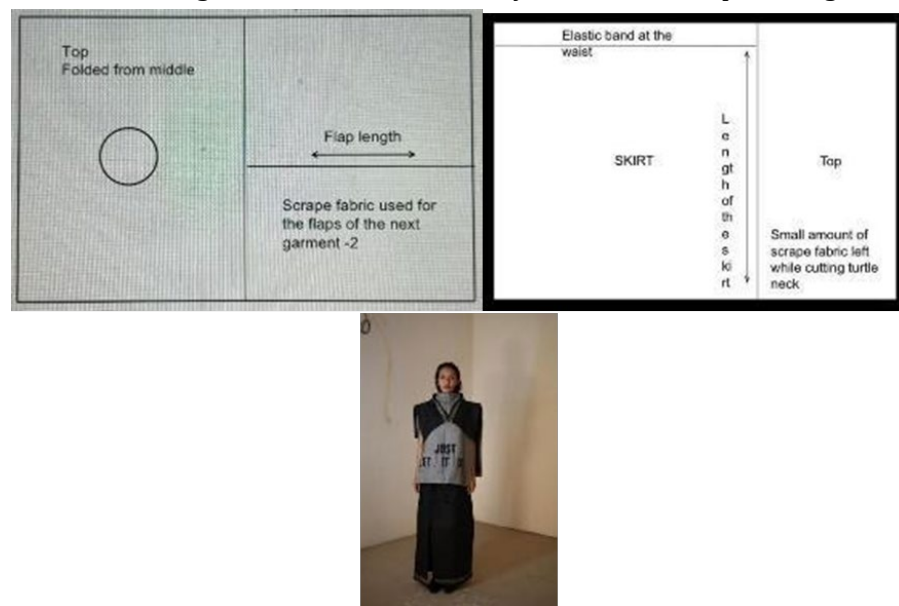 Top
Folded from middle
Flap length
Scrape fabric used for
the flaps of the next
garment -2
Elastic band at the
waist
SKIRT
L
e
n
gt
h
of
th
e
s
ki
rt
Top
Small amount of
scrape fabric left
while cutting turtle
neck
JUST
IT